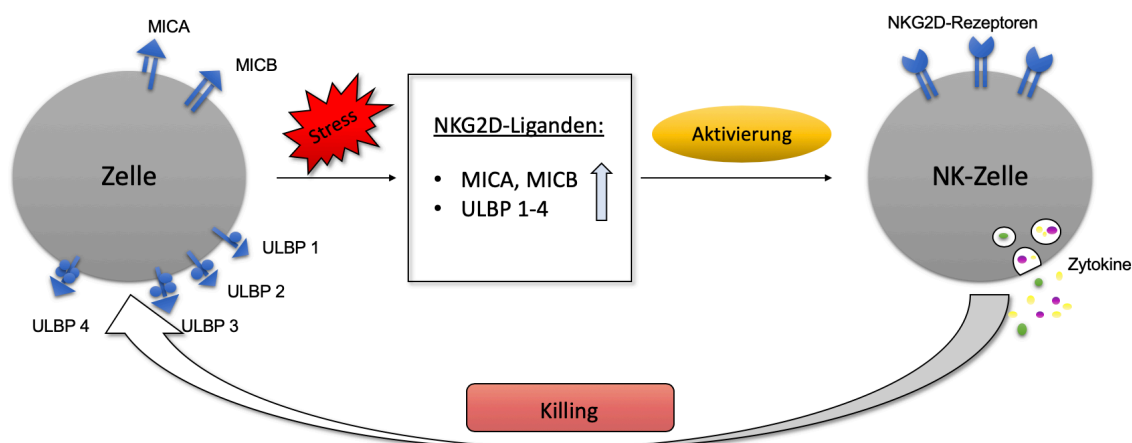 MICA
MICB
Zelle
ULBP 1
ULBP 2
ULBP 3
ULBP 4
Stress
NKG2D-Liganden:
• MICA, MICB
• ULBP 1-4
Aktivierung
NKG2D-Rezeptoren
NK-Zelle
Zytokine
Killing